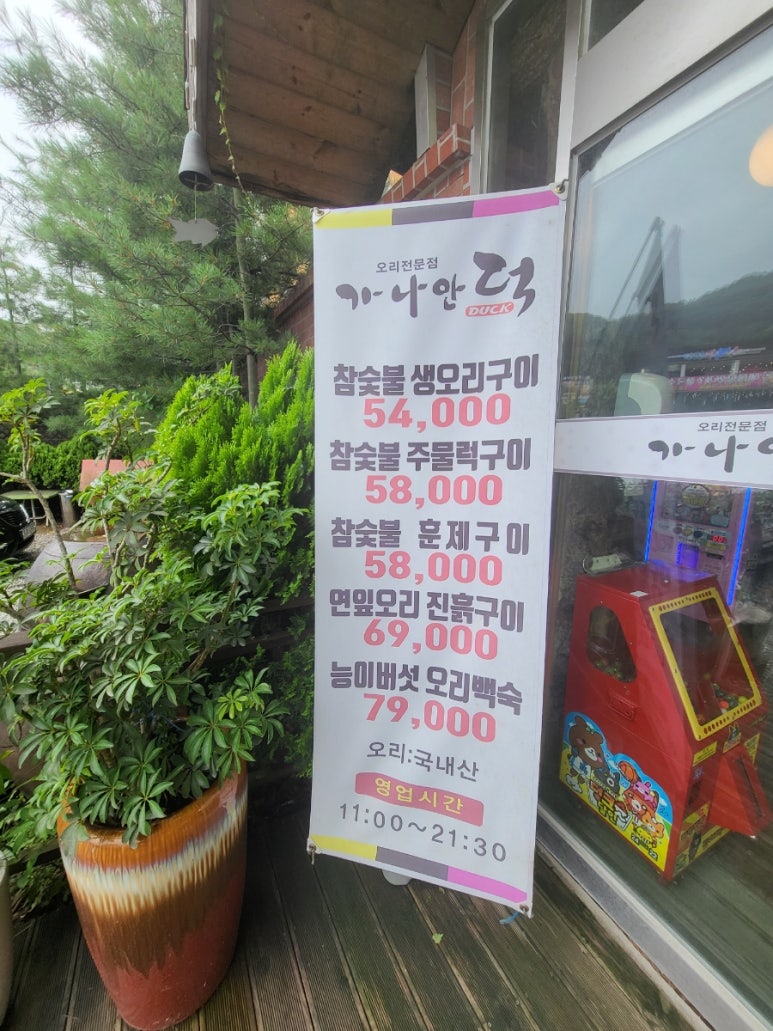 오리전문점
가나안 덕
DUCK
참숯불 생오리구이
54,000
참숯불 주물럭구이
58,000
참숯불 훈제구이
58,000
연잎오리 진흙구이
69,000
능이버섯 오리백숙
79,000
오리:국내산
영업시간
11:00~21:30
오리전문점
가나